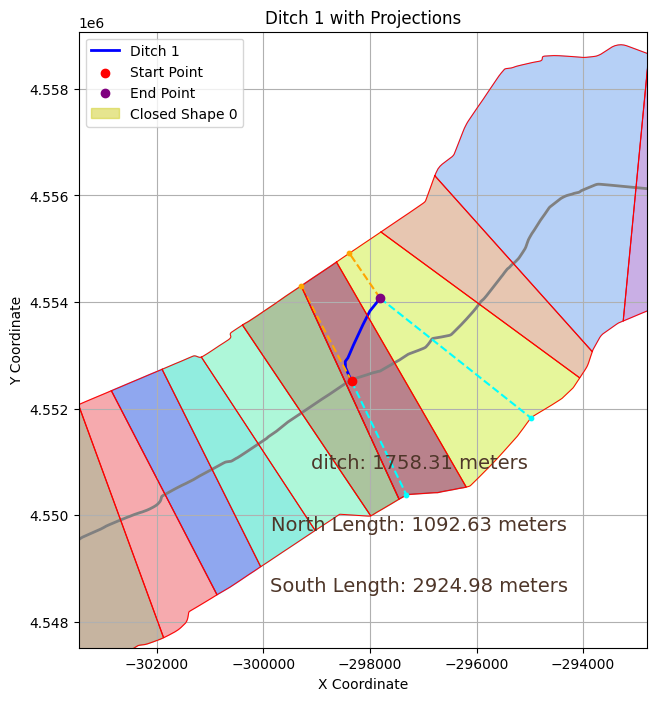 Ditch 1 with Projections
1e6
Ditch 1
Start Point
End Point
Closed Shape 0
4.558
4.556
4.554
4.552
4.550
4.548
Y Coordinate
ditch: 1758.31 meters
North Length: 1092.63 meters
South Length: 2924.98 meters
−302000 −300000 −298000 −296000 −294000
X Coordinate